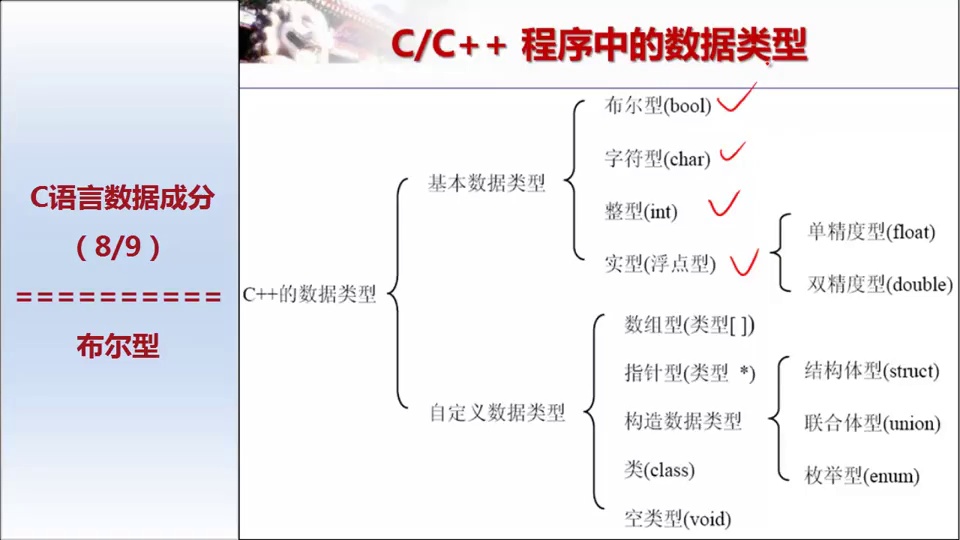 C/C++ 程序中的数据类型
C语言数据成分
（8/9）
==========
布尔型
C++的数据类型
基本数据类型
布尔型(bool)
字符型(char)
整型(int)
实型(浮点型)
单精度型(float)
双精度型(double)
自定义数据类型
数组型(类型[ ])
指针型(类型 *)
构造数据类型
结构体型(struct)
联合体型(union)
枚举型(enum)
类(class)
空类型(void)